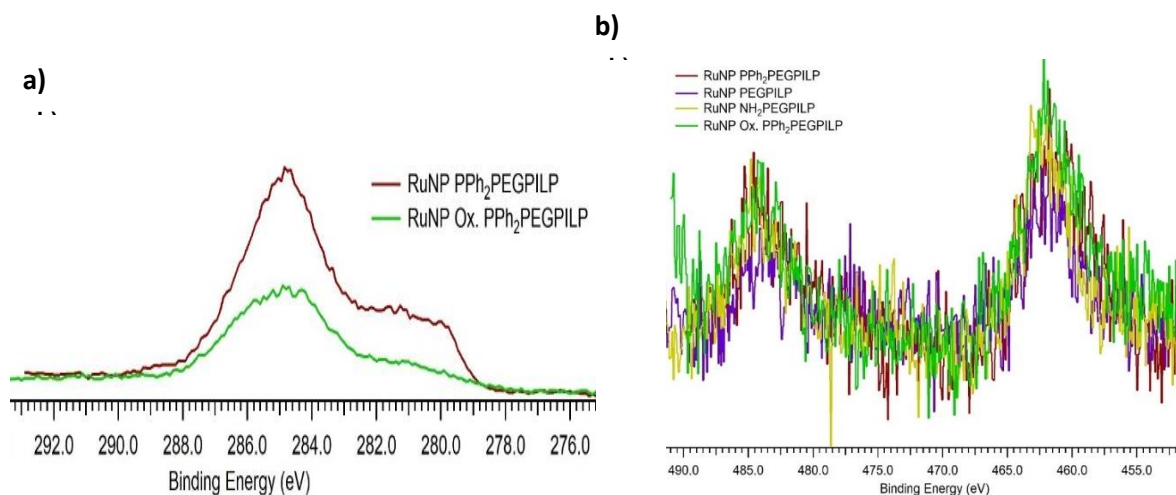 a)
RuNP PPh₂PEGPILP
RuNP Ox. PPh₂PEGPILP
292.0 290.0 288.0 286.0 284.0 282.0 280.0 278.0 276.0
Binding Energy (eV)
b)
RuNP PPh₂PEGPILP
RuNP PEGPILP
RuNP NH₂PEGPILP
RuNP Ox. PPh₂PEGPILP
490.0 485.0 480.0 475.0 470.0 465.0 460.0 455.0
Binding Energy (eV)